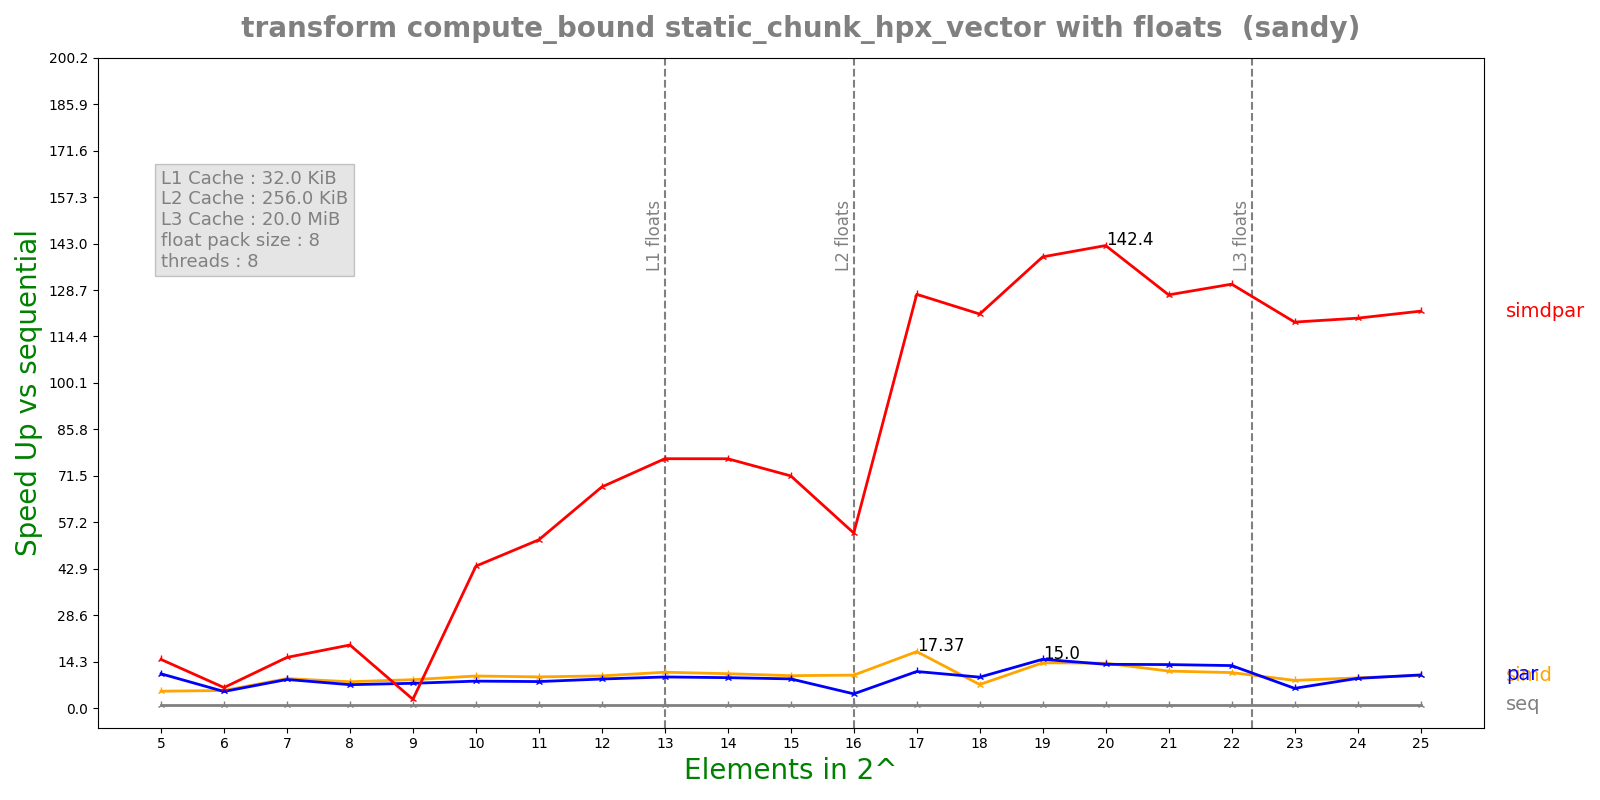 transform compute_bound static_chunk_hpx_vector with floats (sandy)
Speed Up vs sequential
200.2
185.9
171.6
157.3
143.0
128.7
114.4
100.1
85.8
71.5
57.2
42.9
28.6
14.3
0.0
L1 Cache : 32.0 KiB
L2 Cache : 256.0 KiB
L3 Cache : 20.0 MiB
float pack size : 8
threads : 8
L1 floats
L2 floats
L3 floats
142.4
17.37
15.0
simdpar
simd
par
seq
5 6 7 8 9 10 11 12 13 14 15 16 17 18 19 20 21 22 23 24 25
Elements in 2^